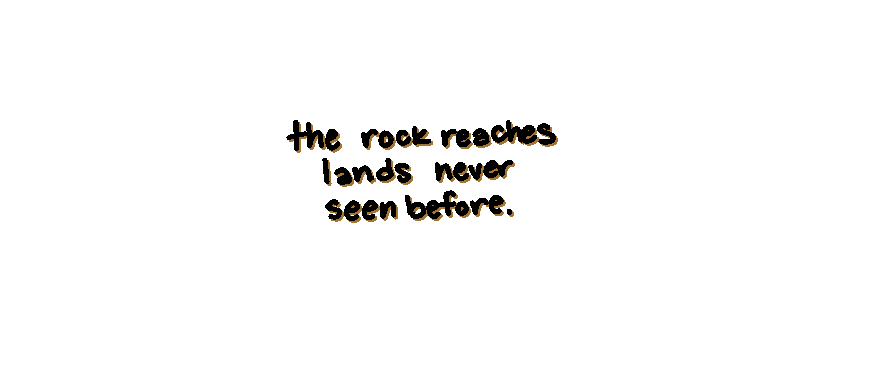 the rock reaches
lands never
seen before.